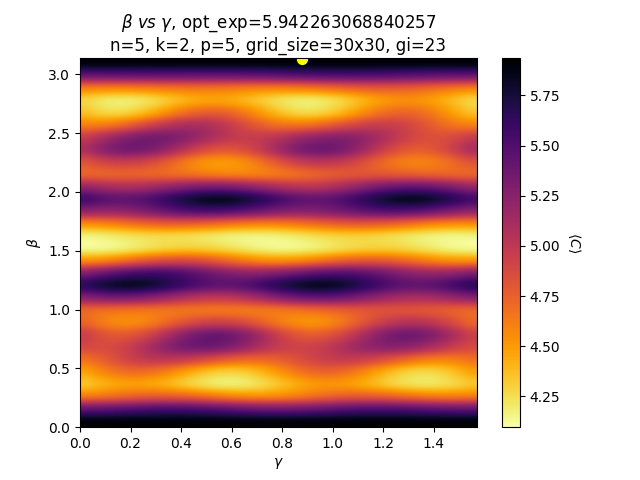 β vs γ, opt_exp=5.942263068840257
n=5, k=2, p=5, grid_size=30x30, gi=23
3.0
2.5
2.0
1.5
1.0
0.5
0.0
β
0.0 0.2 0.4 0.6 0.8 1.0 1.2 1.4
γ
5.75
5.50
5.25
5.00
4.75
4.50
4.25
⟨C⟩